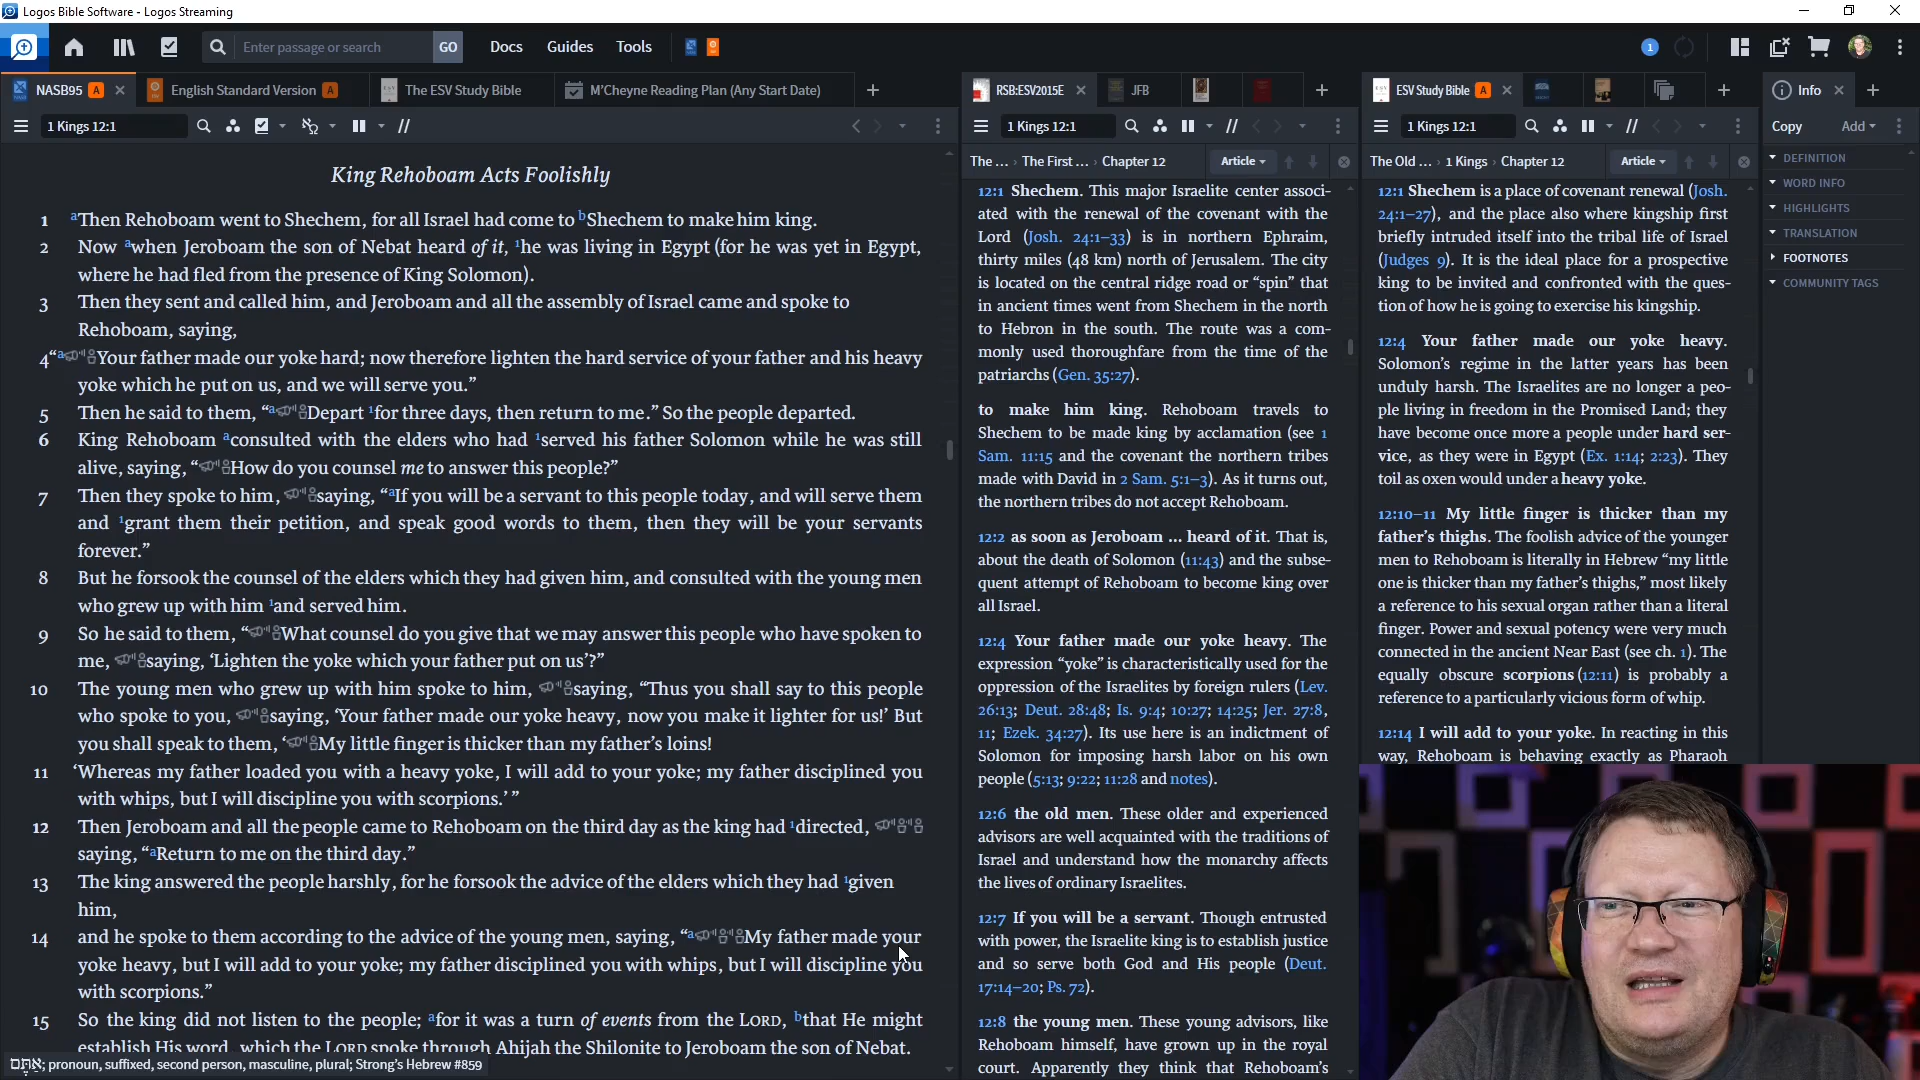 Logos Bible Software - Logos Streaming
Enter passage or search
GO
Docs
Guides
Tools
1
NASB95 A
English Standard Version A
The ESV Study Bible
M'Cheyne Reading Plan (Any Start Date)
1 Kings 12:1
King Rehoboam Acts Foolishly
1 aThen Rehoboam went to Shechem, for all Israel had come to bShechem to make him king.
2 Now awhen Jeroboam the son of Nebat heard of it, 1he was living in Egypt (for he was yet in Egypt,
where he had fled from the presence of King Solomon).
3 Then they sent and called him, and Jeroboam and all the assembly of Israel came and spoke to
Rehoboam, saying,
4 “aYour father made our yoke hard; now therefore lighten the hard service of your father and his heavy
yoke which he put on us, and we will serve you.”
5 Then he said to them, “aDepart 1for three days, then return to me.” So the people departed.
6 King Rehoboam aconsulted with the elders who had 1served his father Solomon while he was still
alive, saying, “How do you counsel me to answer this people?”
7 Then they spoke to him, saying, “aIf you will be a servant to this people today, and will serve them
and 1grant them their petition, and speak good words to them, then they will be your servants
forever.”
8 But he forsook the counsel of the elders which they had given him, and consulted with the young men
who grew up with him 1and served him.
9 So he said to them, “What counsel do you give that we may answer this people who have spoken to
me, saying, ‘Lighten the yoke which your father put on us’?”
10 The young men who grew up with him spoke to him, saying, “Thus you shall say to this people
who spoke to you, saying, ‘Your father made our yoke heavy, now you make it lighter for us!’ But
you shall speak to them, ‘My little finger is thicker than my father’s loins!
11 ‘Whereas my father loaded you with a heavy yoke, I will add to your yoke; my father disciplined you
with whips, but I will discipline you with scorpions.’ ”
12 Then Jeroboam and all the people came to Rehoboam on the third day as the king had 1directed,
saying, “aReturn to me on the third day.”
13 The king answered the people harshly, for he forsook the advice of the elders which they had 1given
him,
14 and he spoke to them according to the advice of the young men, saying, “aMy father made your
yoke heavy, but I will add to your yoke; my father disciplined you with whips, but I will discipline you
with scorpions.”
15 So the king did not listen to the people; afor it was a turn of events from the LORD, bthat He might
establish His word, which the LORD spoke through Ahijah the Shilonite to Jeroboam the son of Nebat.
אַתֶּם; pronoun, suffixed, second person, masculine, plural; Strong's Hebrew #859
RSB:ESV2015E
JFB
1 Kings 12:1
The ... › The First ... › Chapter 12
Article
12:1 Shechem. This major Israelite center associ-
ated with the renewal of the covenant with the
Lord (Josh. 24:1–33) is in northern Ephraim,
thirty miles (48 km) north of Jerusalem. The city
is located on the central ridge road or “spin” that
in ancient times went from Shechem in the north
to Hebron in the south. The route was a com-
monly used thoroughfare from the time of the
patriarchs (Gen. 35:27).
to make him king. Rehoboam travels to
Shechem to be made king by acclamation (see 1
Sam. 11:15 and the covenant the northern tribes
made with David in 2 Sam. 5:1–3). As it turns out,
the northern tribes do not accept Rehoboam.
12:2 as soon as Jeroboam ... heard of it. That is,
about the death of Solomon (11:43) and the subse-
quent attempt of Rehoboam to become king over
all Israel.
12:4 Your father made our yoke heavy. The
expression “yoke” is characteristically used for the
oppression of the Israelites by foreign rulers (Lev.
26:13; Deut. 28:48; Is. 9:4; 10:27; 14:25; Jer. 27:8,
11; Ezek. 34:27). Its use here is an indictment of
Solomon for imposing harsh labor on his own
people (5:13; 9:22; 11:28 and notes).
12:6 the old men. These older and experienced
advisors are well acquainted with the traditions of
Israel and understand how the monarchy affects
the lives of ordinary Israelites.
12:7 If you will be a servant. Though entrusted
with power, the Israelite king is to establish justice
and so serve both God and His people (Deut.
17:14–20; Ps. 72).
12:8 the young men. These young advisors, like
Rehoboam himself, have grown up in the royal
court. Apparently they think that Rehoboam’s
ESV Study Bible A
1 Kings 12:1
The Old ... › 1 Kings › Chapter 12
Article
12:1 Shechem is a place of covenant renewal (Josh.
24:1–27), and the place also where kingship first
briefly intruded itself into the tribal life of Israel
(Judges 9). It is the ideal place for a prospective
king to be invited and confronted with the ques-
tion of how he is going to exercise his kingship.
12:4 Your father made our yoke heavy.
Solomon’s regime in the latter years has been
unduly harsh. The Israelites are no longer a peo-
ple living in freedom in the Promised Land; they
have become once more a people under hard ser-
vice, as they were in Egypt (Ex. 1:14; 2:23). They
toil as oxen would under a heavy yoke.
12:10–11 My little finger is thicker than my
father’s thighs. The foolish advice of the younger
men to Rehoboam is literally in Hebrew “my little
one is thicker than my father’s thighs,” most likely
a reference to his sexual organ rather than a literal
finger. Power and sexual potency were very much
connected in the ancient Near East (see ch. 1). The
equally obscure scorpions (12:11) is probably a
reference to a particularly vicious form of whip.
12:14 I will add to your yoke. In reacting in this
way, Rehoboam is behaving exactly as Pharaoh
Info
Copy
Add
DEFINITION
WORD INFO
HIGHLIGHTS
TRANSLATION
FOOTNOTES
COMMUNITY TAGS